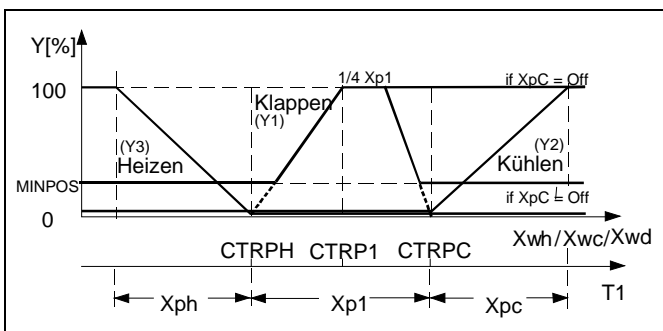 Y[%]
100
1/4 Xp1
if XpC = Off
Klappen
(Y1)
(Y3)
Heizen
(Y2)
Kühlen
MINPOS
if XpC = Off
0
Xwh/Xwc/Xwd
CTRPH
CTRP1
CTRPC
T1
Xph
Xp1
Xpc